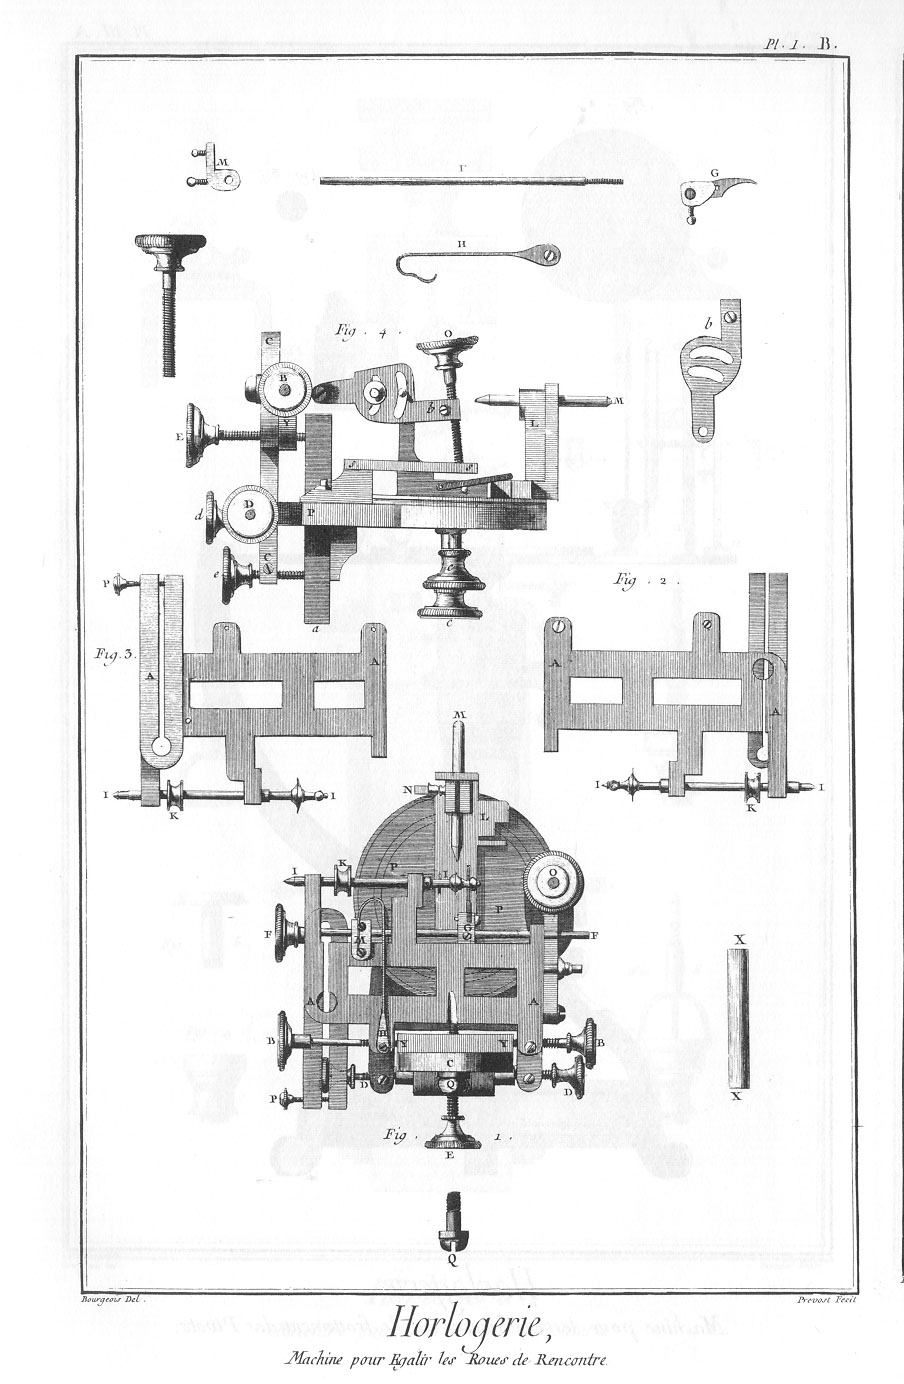 Pl. I. B.
M
F
G
H
Fig. 4.
b
C
O
B
b
M
L
E
Y
S S
D
P
d
C
e
e
a
c
P
Fig. 2.
Fig. 3.
A
A
A
A
M
I I
K
I I
K
N
L
I
K
P
I
O
P
F
M
G
F
X
A
A
B
H
Y Y
B
C
D
Q
D
P
X
Fig. 1.
E
Q
Bourgeois Del.
Prevost Fecit
Horlogerie,
Machine pour Egalir les Roues de Rencontre.